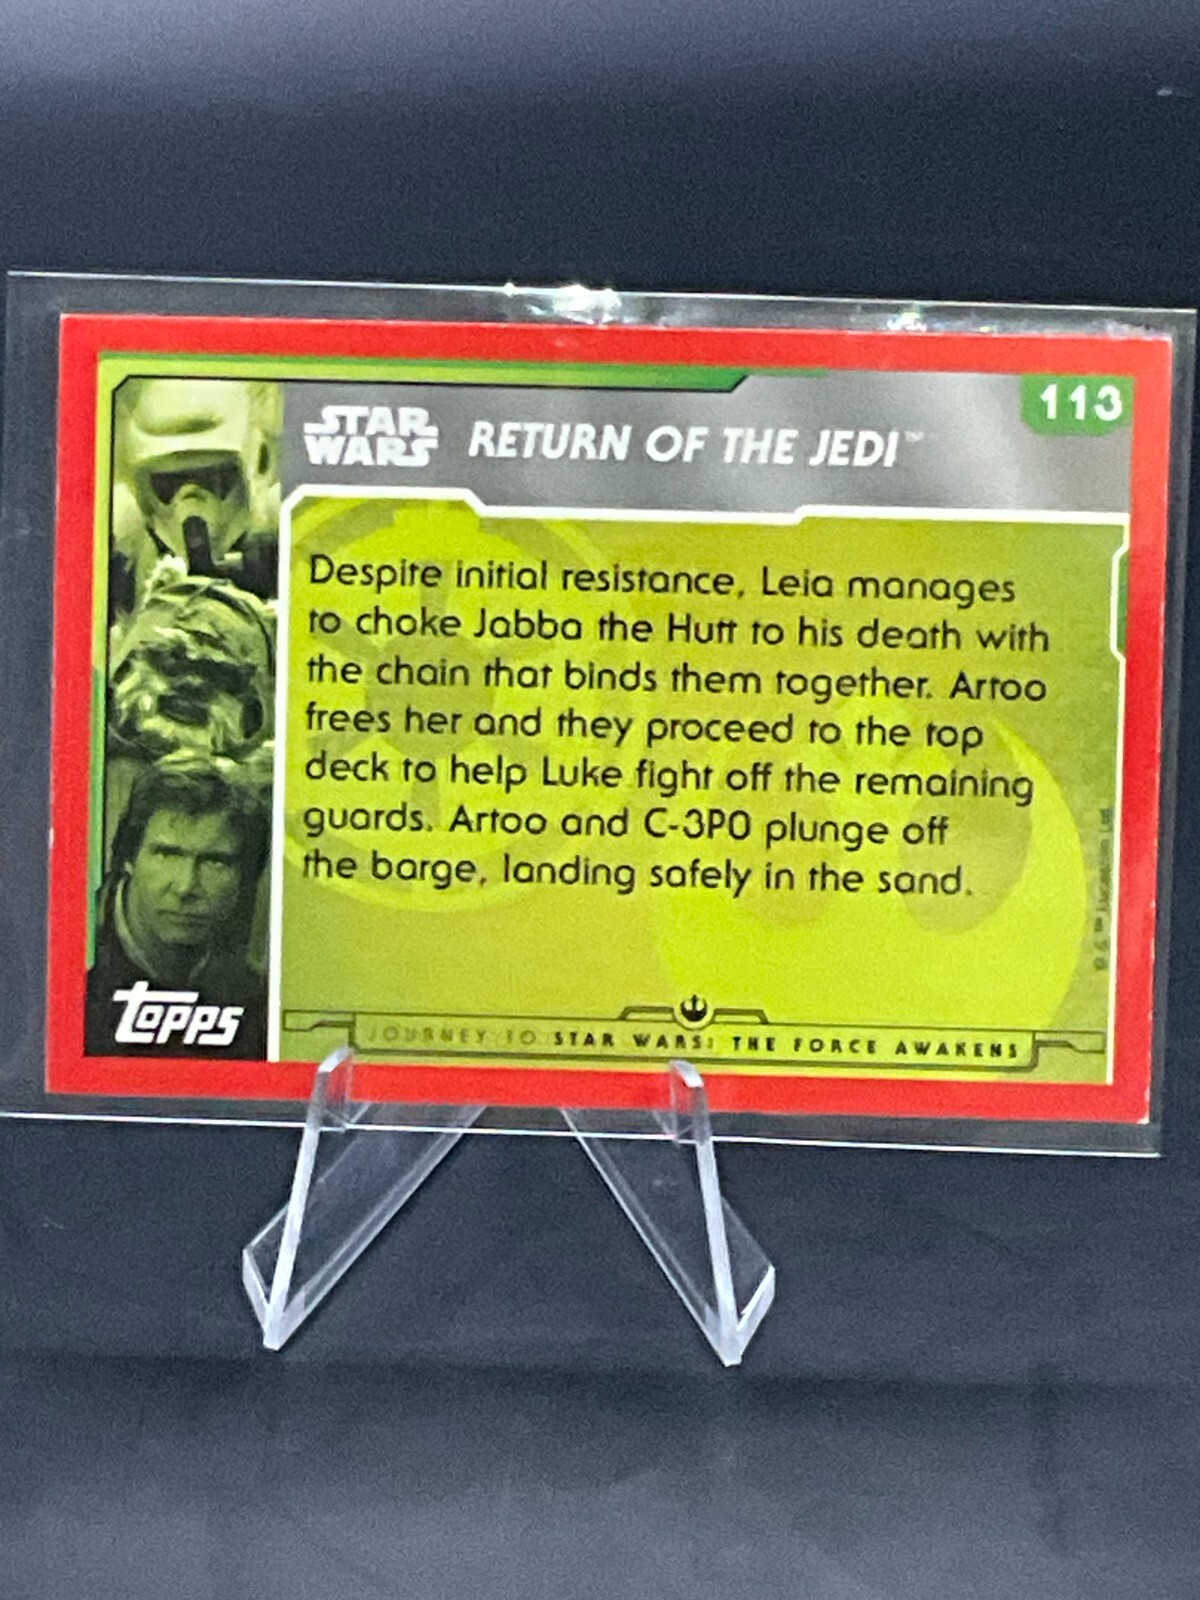 113
STAR WARS RETURN OF THE JEDI™
Despite initial resistance, Leia manages
to choke Jabba the Hutt to his death with
the chain that binds them together. Artoo
frees her and they proceed to the top
deck to help Luke fight off the remaining
guards. Artoo and C-3PO plunge off
the barge, landing safely in the sand.
topps
JOURNEY TO STAR WARS: THE FORCE AWAKENS